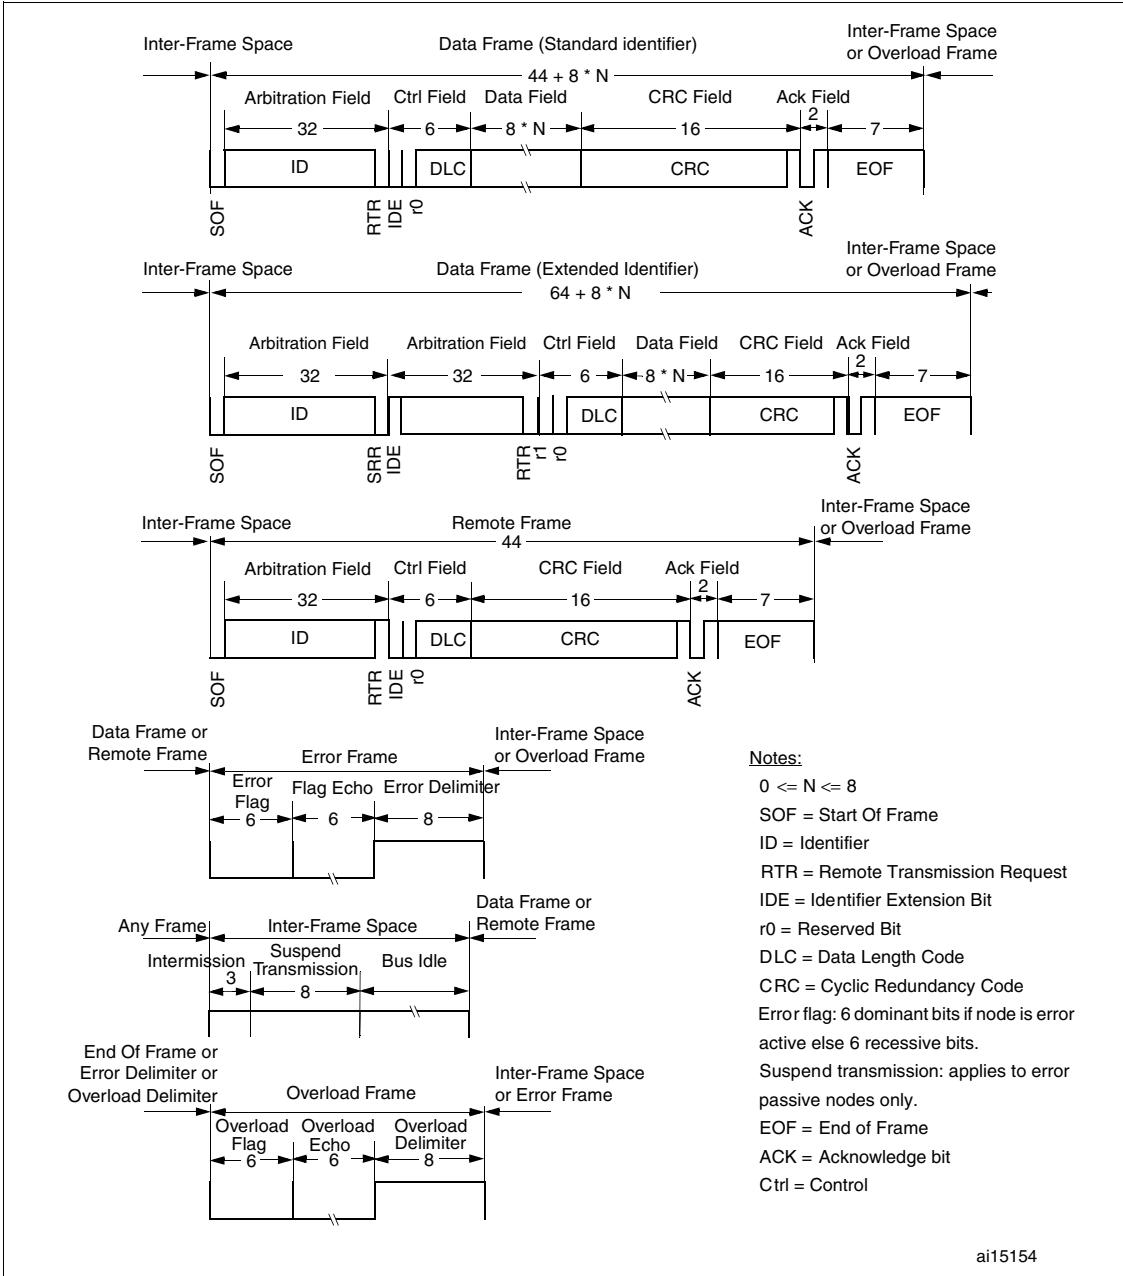 Inter-Frame Space
Data Frame (Standard identifier)
Inter-Frame Space
or Overload Frame
44 + 8 * N
Arbitration Field
Ctrl Field
Data Field
CRC Field
Ack Field
32
6
8 * N
16
2
7
ID
DLC
CRC
EOF
SOF
RTR
IDE
r0
ACK
Inter-Frame Space
Data Frame (Extended Identifier)
Inter-Frame Space
or Overload Frame
64 + 8 * N
Arbitration Field
Arbitration Field
Ctrl Field
Data Field
CRC Field
Ack Field
32
32
6
8 * N
16
2
7
ID
DLC
CRC
EOF
SOF
SRR
IDE
RTR
r1
r0
ACK
Inter-Frame Space
Remote Frame
Inter-Frame Space
or Overload Frame
44
Arbitration Field
Ctrl Field
CRC Field
Ack Field
32
6
16
2
7
ID
DLC
CRC
EOF
SOF
RTR
IDE
r0
ACK
Data Frame or
Remote Frame
Error Frame
Inter-Frame Space
or Overload Frame
Error
Flag
Flag Echo
Error Delimiter
6
6
8
Any Frame
Inter-Frame Space
Data Frame or
Remote Frame
Intermission
3
Suspend
Transmission
8
Bus Idle
End Of Frame or
Error Delimiter or
Overload Delimiter
Overload Frame
Inter-Frame Space
or Error Frame
Overload
Flag
6
Overload
Echo
6
Overload
Delimiter
8
Notes:
0 <= N <= 8
SOF = Start Of Frame
ID = Identifier
RTR = Remote Transmission Request
IDE = Identifier Extension Bit
r0 = Reserved Bit
DLC = Data Length Code
CRC = Cyclic Redundancy Code
Error flag: 6 dominant bits if node is error
active else 6 recessive bits.
Suspend transmission: applies to error
passive nodes only.
EOF = End of Frame
ACK = Acknowledge bit
Ctrl = Control
ai15154